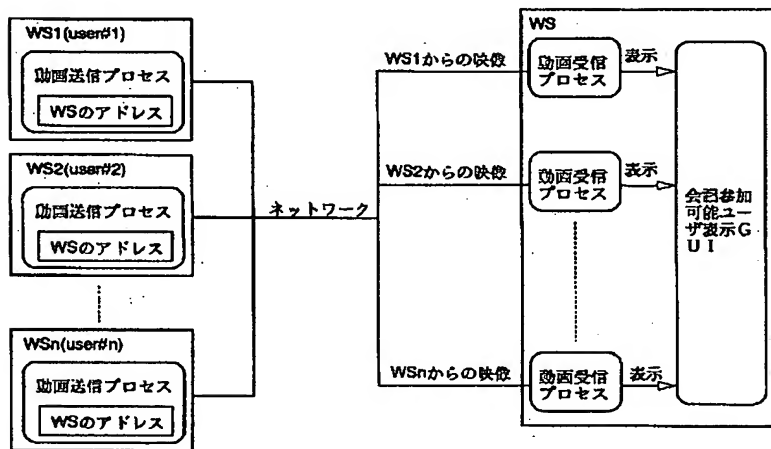 WS1(user#1)
動画送信プロセス
WSのアドレス
WS2(user#2)
動画送信プロセス
WSのアドレス
WSn(user#n)
動画送信プロセス
WSのアドレス
ネットワーク
WS
WS1からの映像
動画受信
プロセス
表示
WS2からの映像
動画受信
プロセス
表示
WSnからの映像
動画受信
プロセス
表示
会議参加
可能ユー
ザ表示G
UI